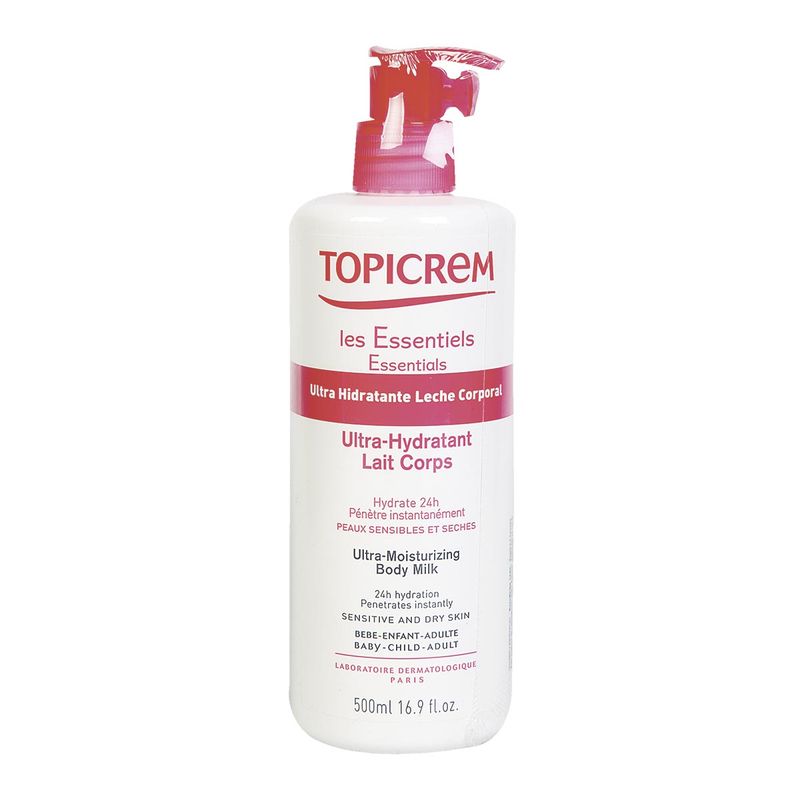 TOPICREM
les Essentiels
Essentials
Ultra Hidratante Leche Corporal
Ultra-Hydratant
Lait Corps
Hydrate 24h
Pénètre instantanément
PEAUX SENSIBLES ET SECHES
Ultra-Moisturizing
Body Milk
24h hydration
Penetrates instantly
SENSITIVE AND DRY SKIN
BEBE-ENFANT-ADULTE
BABY-CHILD-ADULT
LABORATOIRE DERMATOLOGIQUE
PARIS
500ml 16.9 fl.oz.